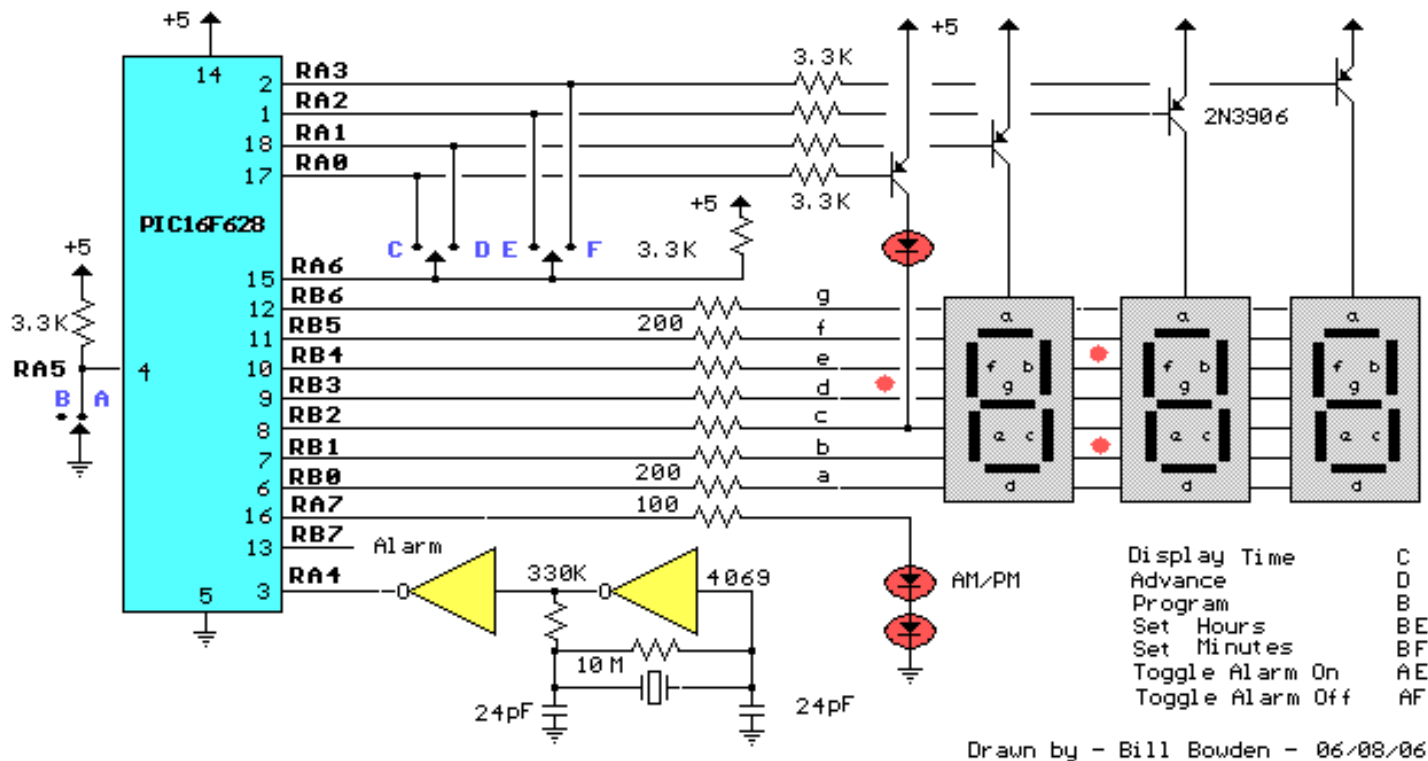 +5
+5
14
2 RA3 3.3K
1 RA2
18 RA1
17 RA0 3.3K
2N3906
PIC16F628
+5
+5
C D E F
3.3K
15 RA6
12 RB6 g
3.3K
11 RB5 200 f
RA5 4
10 RB4 e
9 RB3 d
B A
8 RB2 c
7 RB1 b
6 RB0 200 a
16 RA7 100
13 RB7 Alarm
3 RA4
5
a f b g e c d
a f b g e c d
a f b g e c d
330K
4069
AM/PM
10M
24pF
24pF
Display Time C
Advance D
Program B
Set Hours BE
Set Minutes BF
Toggle Alarm On AE
Toggle Alarm Off AF
Drawn by - Bill Bowden - 06/08/06